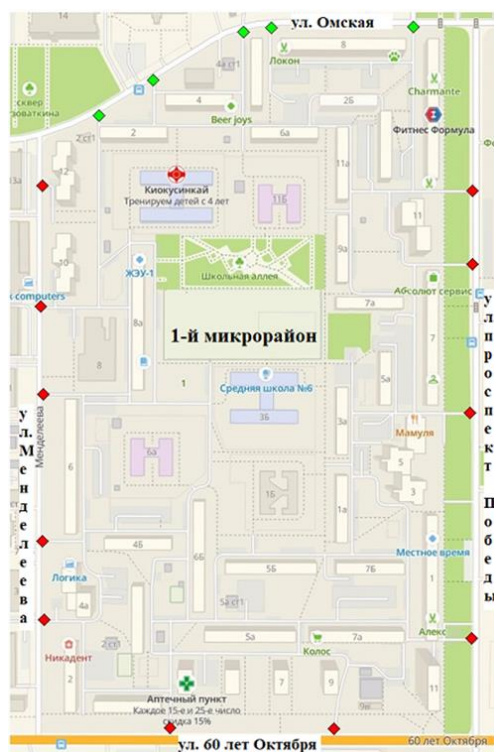 ул. Омская
8
Локон
4а ст1
Charmante
сквер
4
2Б
Beer joys
Фитнес Формула
2 ст1
2
6а
12
11а
13а
Киокусинкай
Тренируем детей с 4 лет
11Б
11
9а
ЖЭУ-1
Школьная аллея
10
Абсолют сервис
x computers
7а
8а
1-й микрорайон
7
8
Средняя школа №6
5а
1
3Б
3а
Мамуля
6
6а
5
3
1Б
ул. Менделеева
Менделеева
ул. проспект Победы
1а
4Б
6Б
Местное время
Логика
5Б
7Б
1
4а
5а ст1
5а
7а
Алекс
Колос
Никадент
2
Аптечный пункт
Каждое 15-е и 25-е число
скидка 15%
7
9
11
ул. 60 лет Октября
60 лет Октября